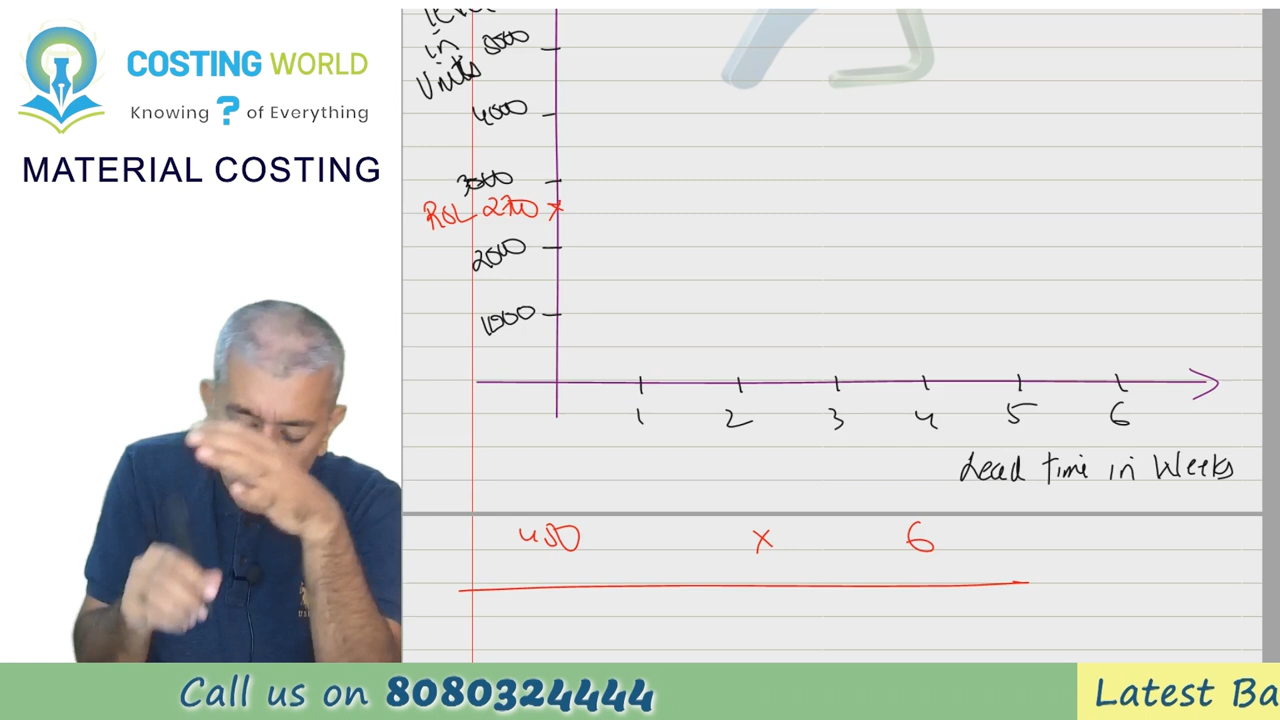 COSTING WORLD
Knowing ? of Everything
MATERIAL COSTING
in
Units
5000
4000
3000
ROL 2700 x
2000
1000
1 2 3 4 5 6
Lead time in Weeks
450 x 6
Call us on 8080324444
Latest Ba